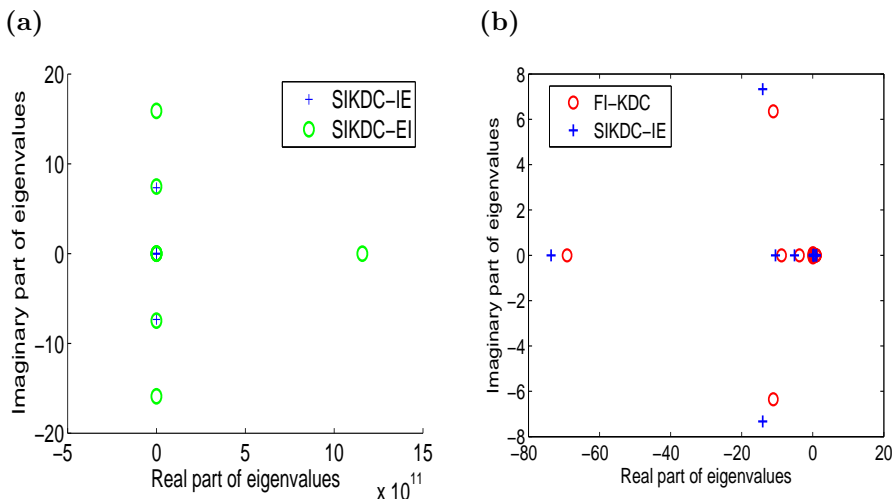 (a)
SIKDC-IE
SIKDC-EI
Imaginary part of eigenvalues
20
10
0
−10
−20
−5
0
5
10
15
Real part of eigenvalues
x 10^11
(b)
FI-KDC
SIKDC-IE
Imaginary part of eigenvalues
8
6
4
2
0
−2
−4
−6
−8
−80
−60
−40
−20
0
20
Real part of eigenvalues